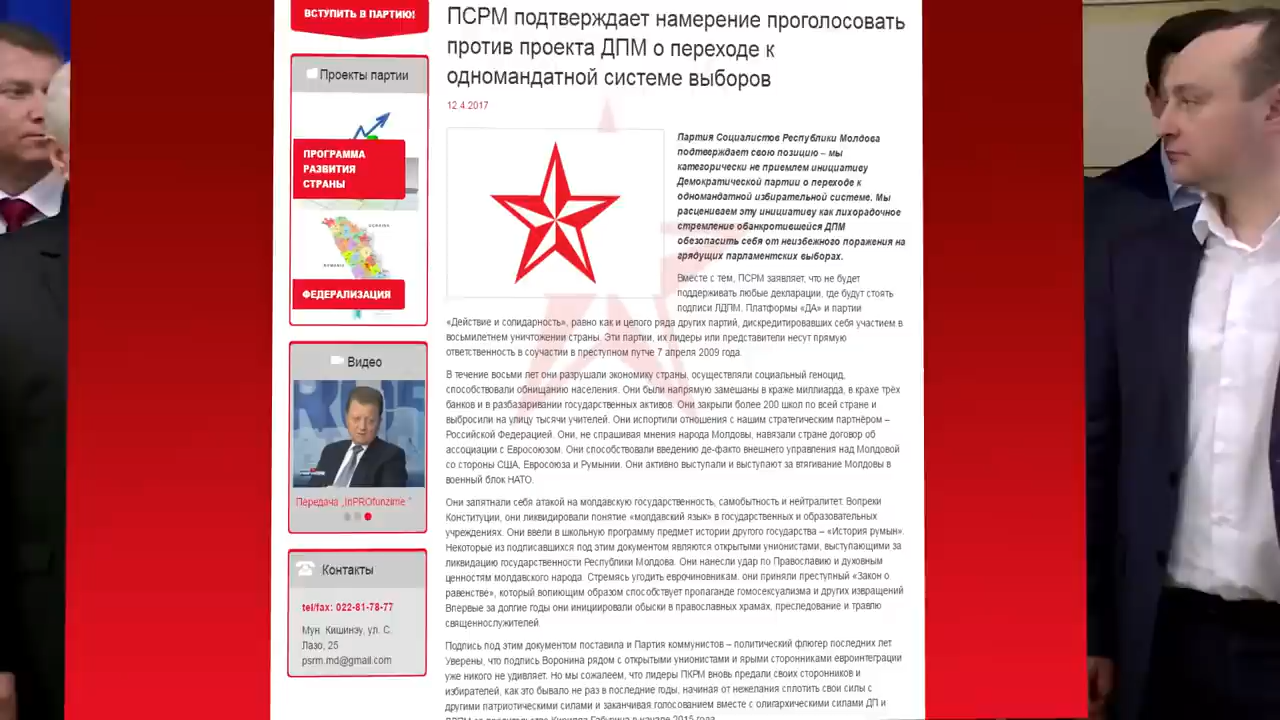 ВСТУПИТЬ В ПАРТИЮ!
Проекты партии
ПРОГРАММА
РАЗВИТИЯ
СТРАНЫ
UKRAINE
ROMANIA
ФЕДЕРАЛИЗАЦИЯ
Видео
Передача „InPROfunzime "
Контакты
tel/fax: 022-81-78-77
Мун. Кишинэу, ул. С.
Лазо, 25
psrm.md@gmail.com
ПСРМ подтверждает намерение проголосовать
против проекта ДПМ о переходе к
одномандатной системе выборов
12.4.2017
Партия Социалистов Республики Молдова
подтверждает свою позицию – мы
категорически не приемлем инициативу
Демократической партии о переходе к
одномандатной избирательной системе. Мы
расцениваем эту инициативу как лихорадочное
стремление обанкротившейся ДПМ
обезопасить себя от неизбежного поражения на
грядущих парламентских выборах.
Вместе с тем, ПСРМ заявляет, что не будет
поддерживать любые декларации, где будут стоять
подписи ЛДПМ, Платформы «ДА» и партии
«Действие и солидарность», равно как и целого ряда других партий, дискредитировавших себя участием в
восьмилетнем уничтожении страны. Эти партии, их лидеры или представители несут прямую
ответственность в соучастии в преступном путче 7 апреля 2009 года.
В течение восьми лет они разрушали экономику страны, осуществляли социальный геноцид,
способствовали обнищанию населения. Они были напрямую замешаны в краже миллиарда, в крахе трёх
банков и в разбазаривании государственных активов. Они закрыли более 200 школ по всей стране и
выбросили на улицу тысячи учителей. Они испортили отношения с нашим стратегическим партнёром –
Российской Федерацией. Они, не спрашивая мнения народа Молдовы, навязали стране договор об
ассоциации с Евросоюзом. Они способствовали введению де-факто внешнего управления над Молдовой
со стороны США, Евросоюза и Румынии. Они активно выступали и выступают за втягивание Молдовы в
военный блок НАТО.
Они запятнали себя атакой на молдавскую государственность, самобытность и нейтралитет. Вопреки
Конституции, они ликвидировали понятие «молдавский язык» в государственных и образовательных
учреждениях. Они ввели в школьную программу предмет истории другого государства – «История румын».
Некоторые из подписавшихся под этим документом являются открытыми унионистами, выступающими за
ликвидацию государственности Республики Молдова. Они нанесли удар по Православию и духовным
ценностям молдавского народа. Стремясь угодить еврочиновникам, они приняли преступный «Закон о
равенстве», который вопиющим образом способствует пропаганде гомосексуализма и других извращений.
Впервые за долгие годы они инициировали обыски в православных храмах, преследование и травлю
священнослужителей.
Подпись под этим документом поставила и Партия коммунистов – политический флюгер последних лет.
Уверены, что подпись Воронина рядом с открытыми унионистами и ярыми сторонниками евроинтеграции
уже никого не удивляет. Но мы сожалеем, что лидеры ПКРМ вновь предали своих сторонников и
избирателей, как это бывало не раз в последние годы, начиная от нежелания сплотить свои силы с
другими патриотическими силами и заканчивая голосованием вместе с олигархическими силами ДП и